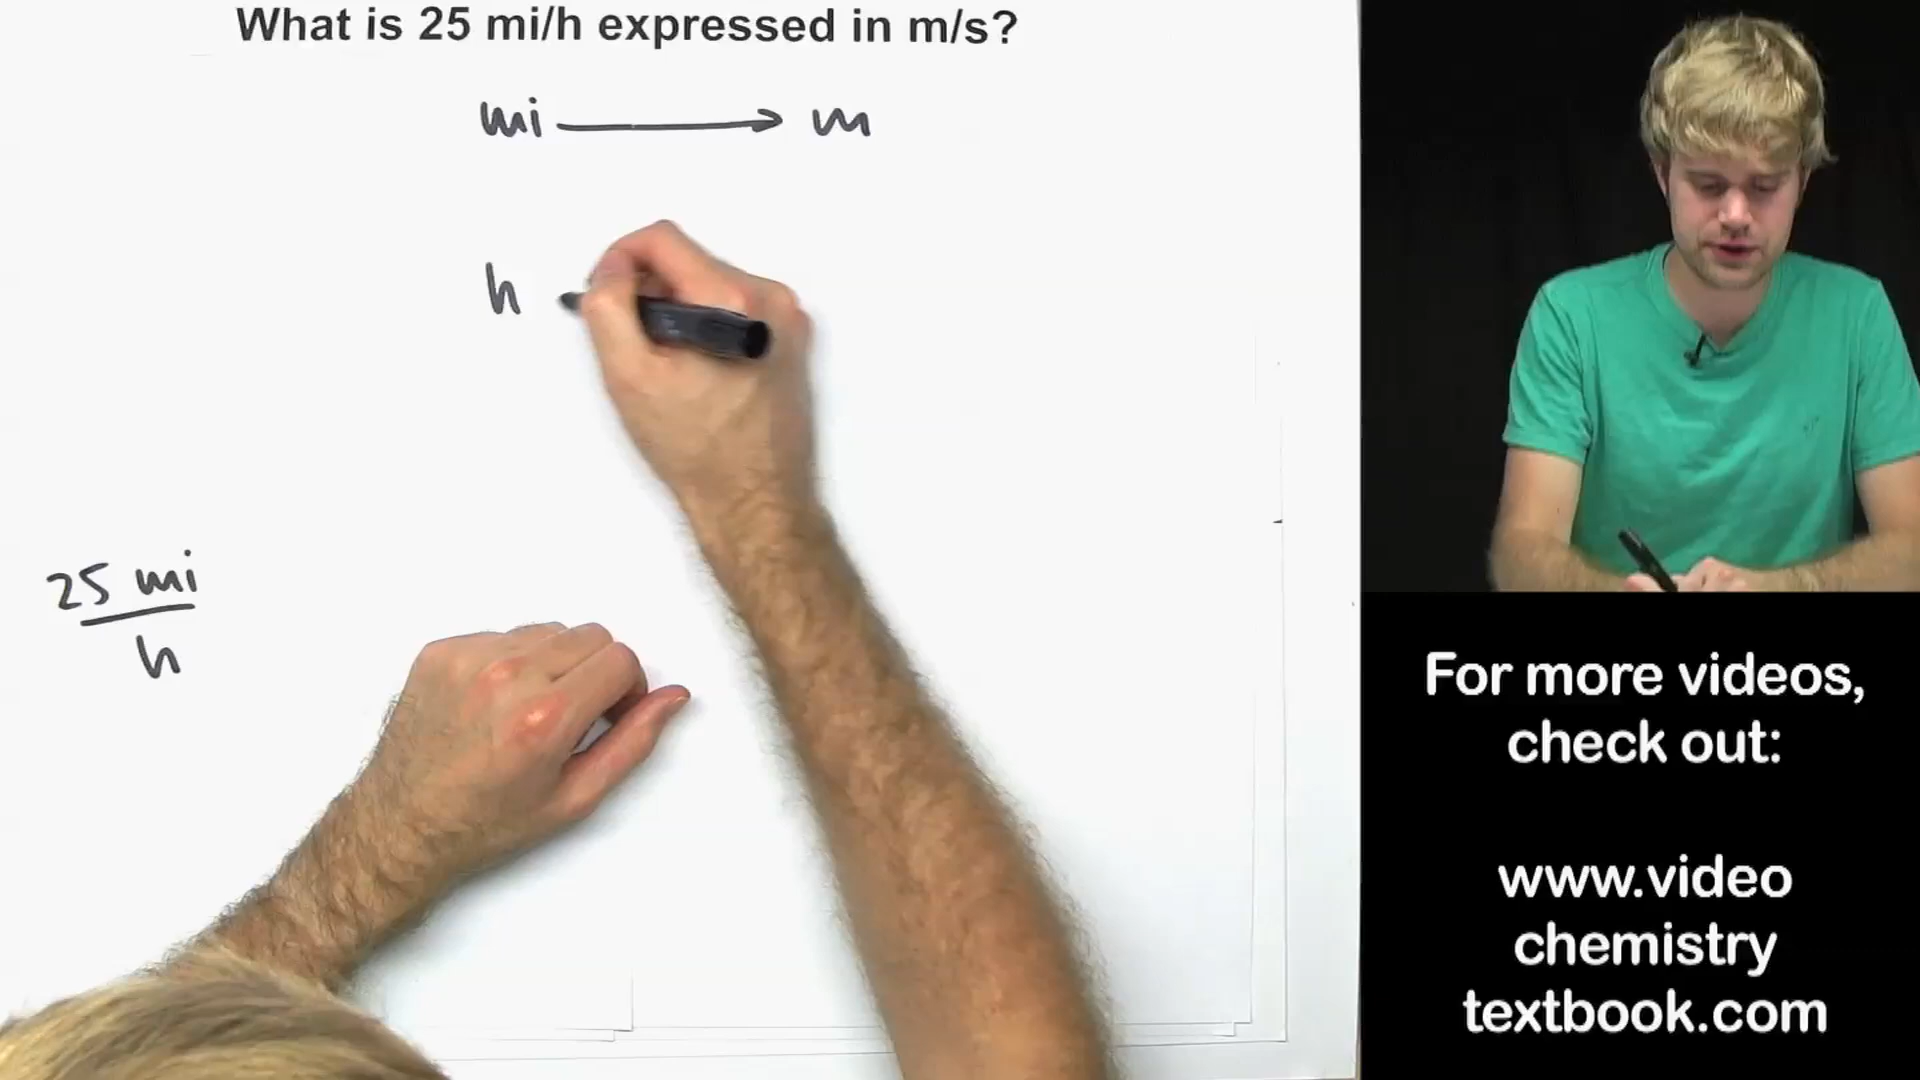 What is 25 mi/h expressed in m/s?
mi → m
h
25 mi
h
For more videos,
check out:
www.video
chemistry
textbook.com